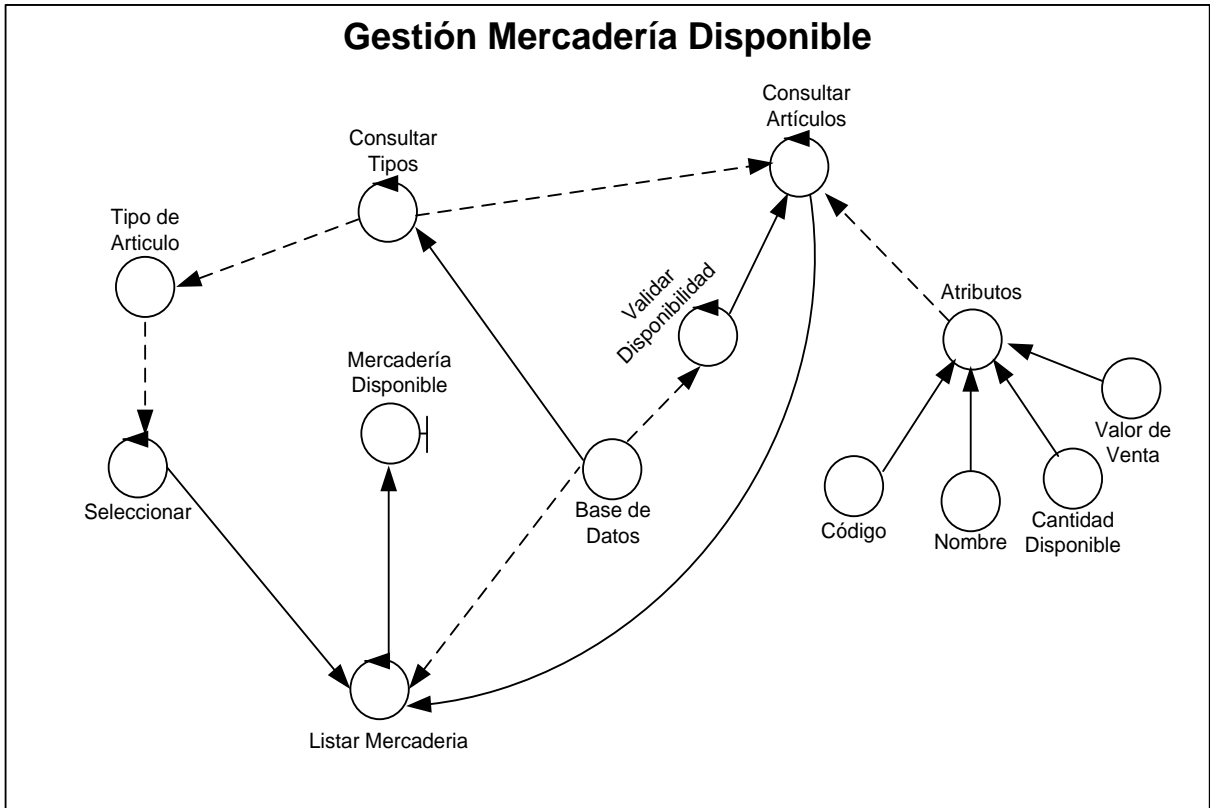 Gestión Mercadería Disponible
Consultar
Artículos
Consultar
Tipos
Tipo de
Articulo
Validar
Disponibilidad
Atributos
Mercadería
Disponible
Valor de
Venta
Seleccionar
Base de
Datos
Código
Nombre
Cantidad
Disponible
Listar Mercaderia